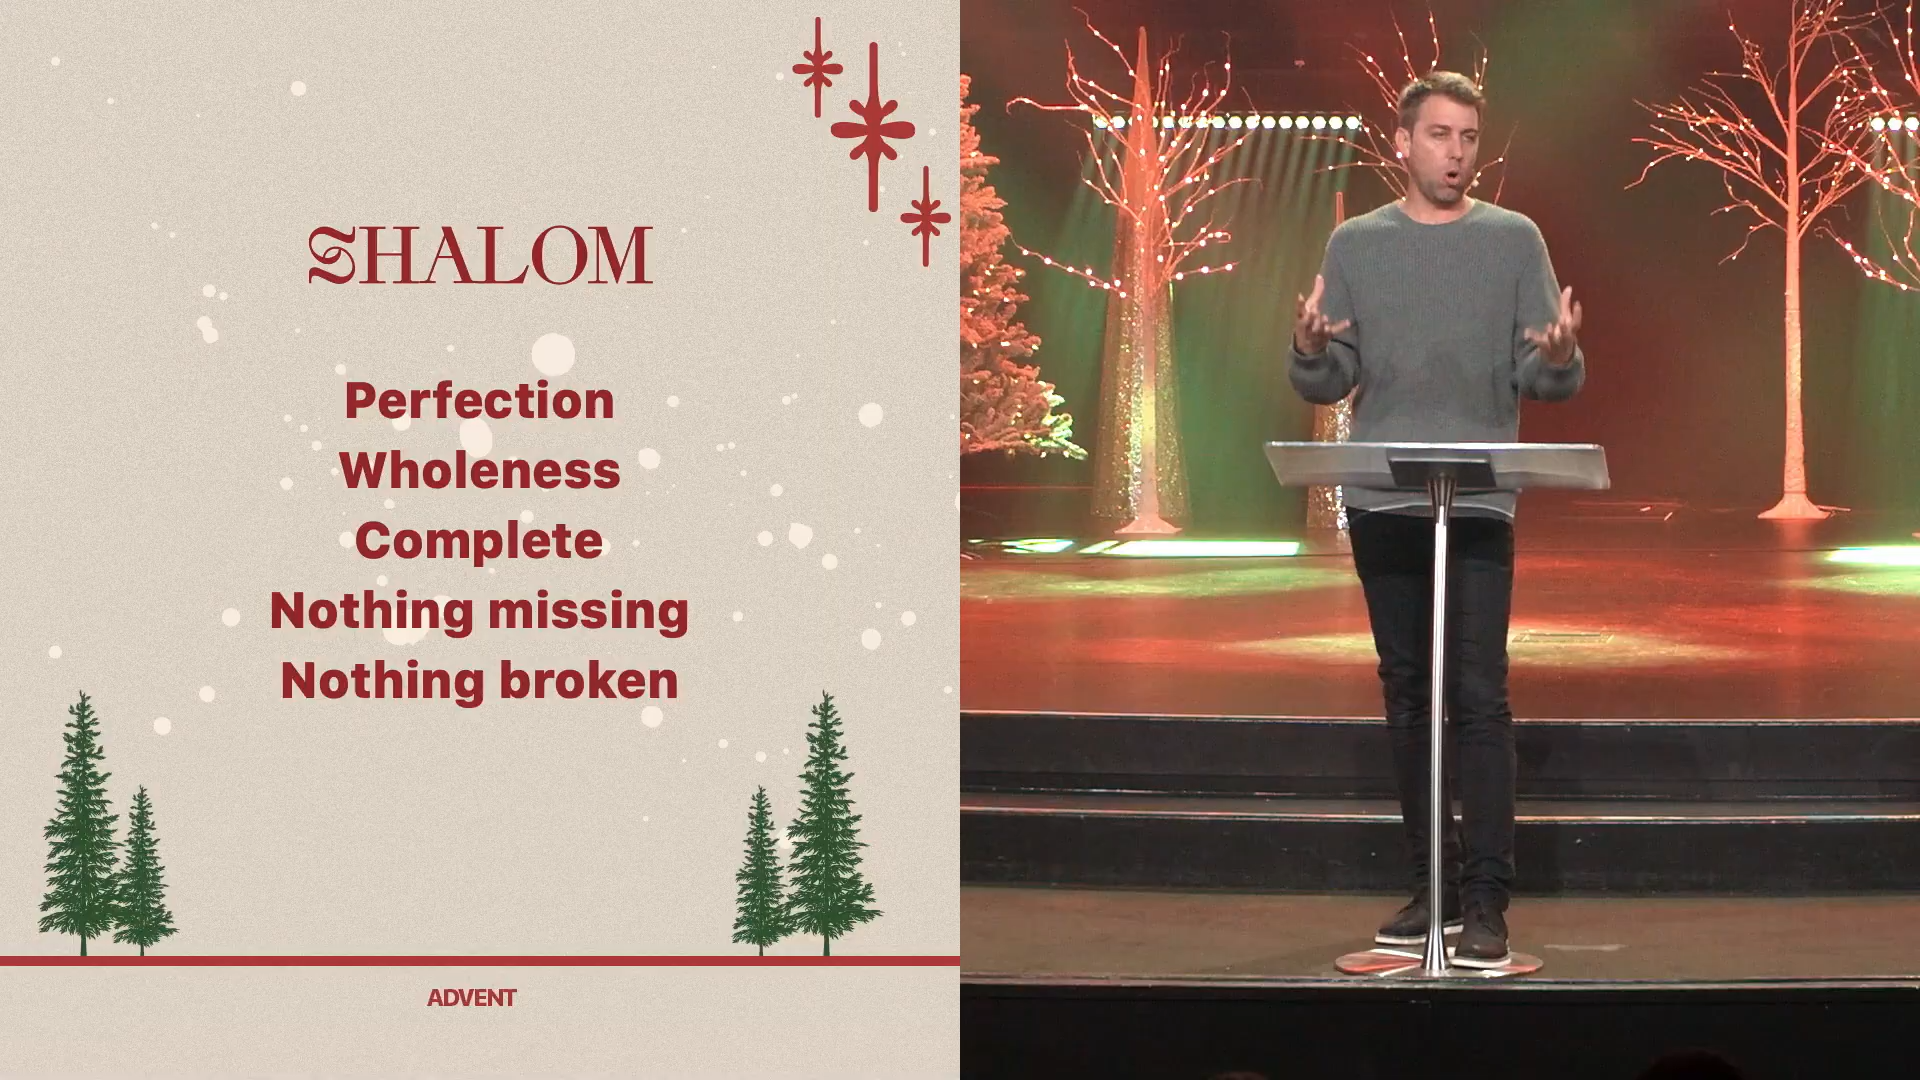 SHALOM
Perfection
Wholeness
Complete
Nothing missing
Nothing broken
ADVENT